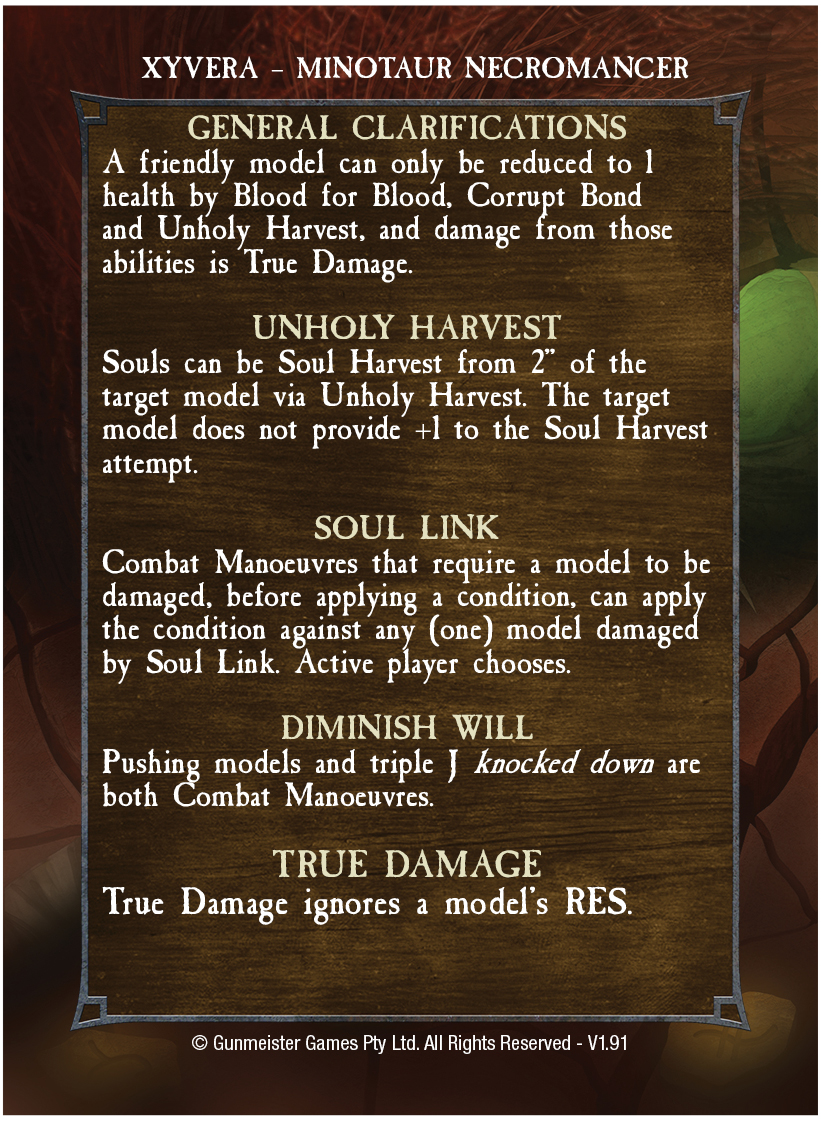 XYVERA – MINOTAUR NECROMANCER
GENERAL CLARIFICATIONS
A friendly model can only be reduced to 1
health by Blood for Blood, Corrupt Bond
and Unholy Harvest, and damage from those
abilities is True Damage.
UNHOLY HARVEST
Souls can be Soul Harvest from 2” of the
target model via Unholy Harvest. The target
model does not provide +1 to the Soul Harvest
attempt.
SOUL LINK
Combat Manoeuvres that require a model to be
damaged, before applying a condition, can apply
the condition against any (one) model damaged
by Soul Link. Active player chooses.
DIMINISH WILL
Pushing models and triple J knocked down are
both Combat Manoeuvres.
TRUE DAMAGE
True Damage ignores a model’s RES.
© Gunmeister Games Pty Ltd. All Rights Reserved - V1.91